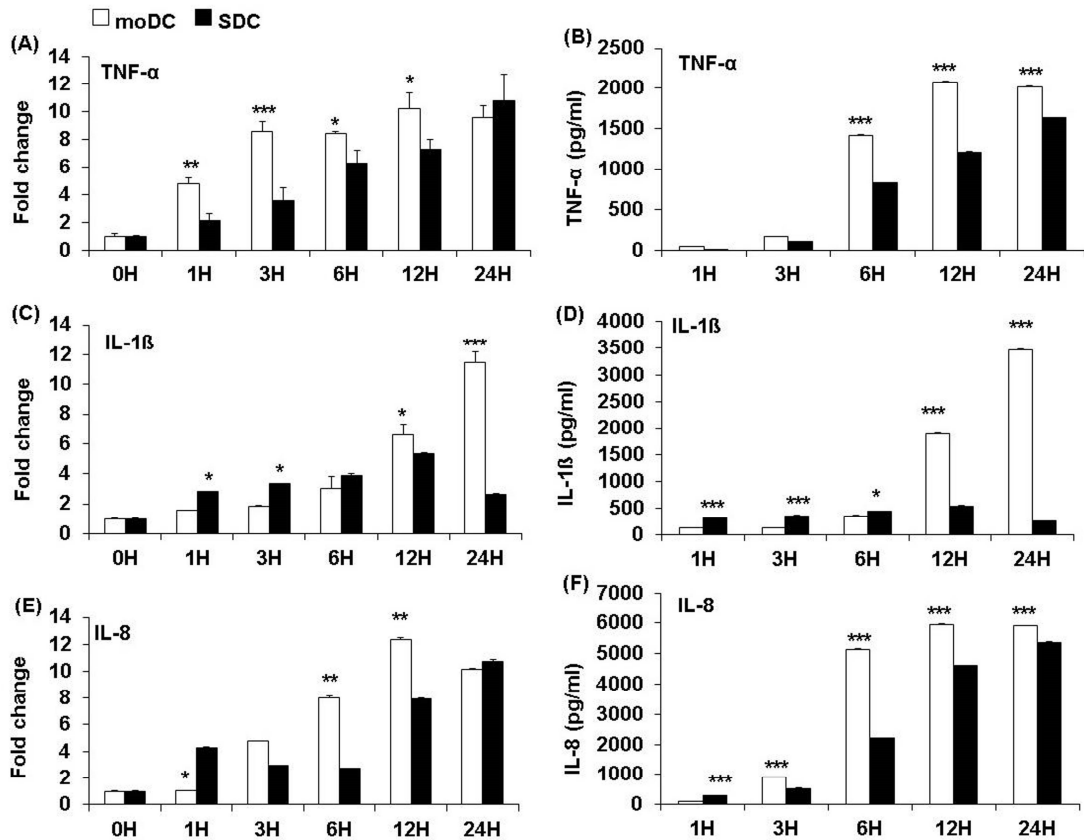 moDC SDC
(A)
TNF-α
Fold change
14
12
10
8
6
4
2
0
** *** * *
0H 1H 3H 6H 12H 24H
(B)
TNF-α
TNF-α (pg/ml)
2500
2000
1500
1000
500
0
*** *** ***
1H 3H 6H 12H 24H
(C)
IL-1ß
Fold change
14
12
10
8
6
4
2
0
* * * ***
0H 1H 3H 6H 12H 24H
(D)
IL-1ß
IL-1ß (pg/ml)
4000
3500
3000
2500
2000
1500
1000
500
0
*** *** * *** ***
1H 3H 6H 12H 24H
(E)
IL-8
Fold change
14
12
10
8
6
4
2
0
* ** **
0H 1H 3H 6H 12H 24H
(F)
IL-8
IL-8 (pg/ml)
7000
6000
5000
4000
3000
2000
1000
0
*** *** *** *** ***
1H 3H 6H 12H 24H